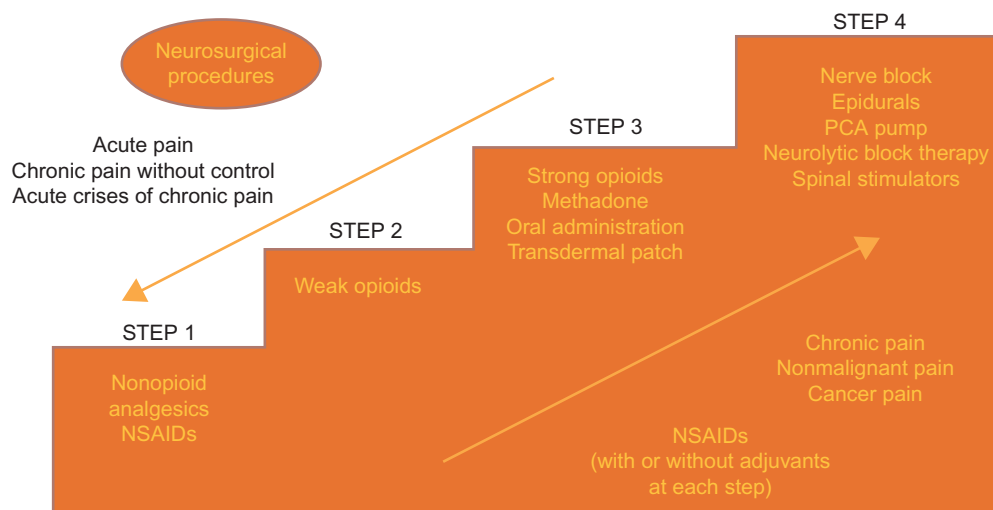 STEP 4
Neurosurgical
procedures
Nerve block
Epidurals
PCA pump
Neurolytic block therapy
Spinal stimulators
STEP 3
Acute pain
Chronic pain without control
Acute crises of chronic pain
Strong opioids
Methadone
Oral administration
Transdermal patch
STEP 2
Weak opioids
STEP 1
Nonopioid
analgesics
NSAIDs
Chronic pain
Nonmalignant pain
Cancer pain
NSAIDs
(with or without adjuvants
at each step)